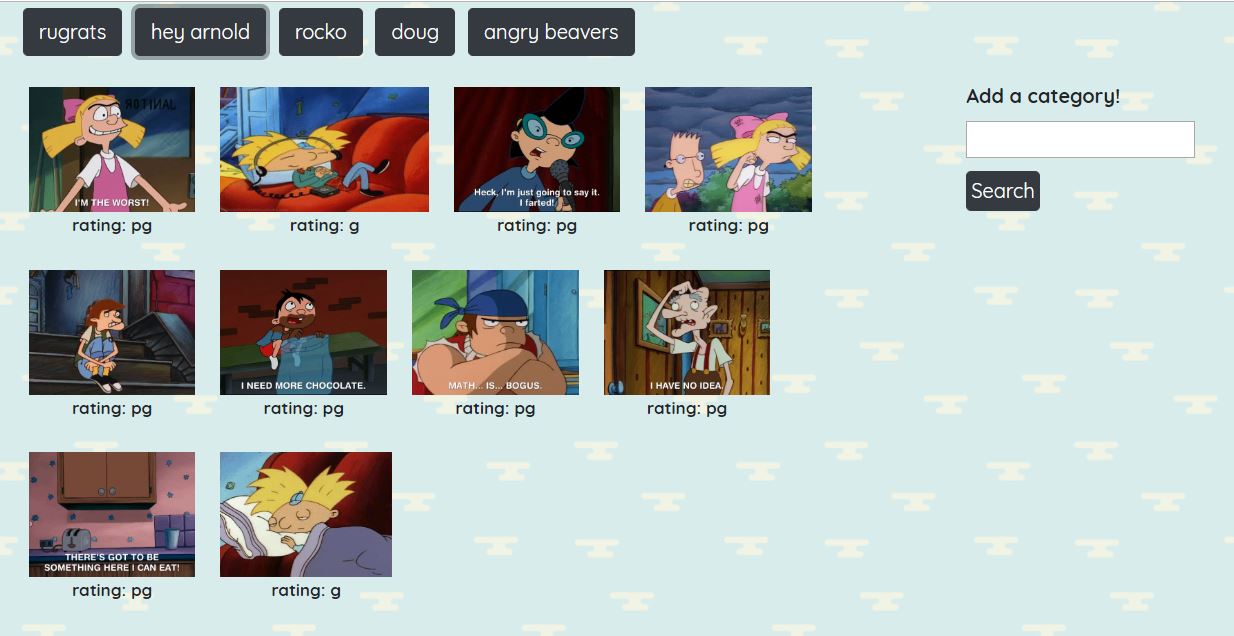 rugrats
hey arnold
rocko
doug
angry beavers
Add a category!
Search
ЯOTINAL
I'M THE WORST!
Heck, I'm just going to say it.
I farted!
rating: pg
rating: g
rating: pg
rating: pg
I NEED MORE CHOCOLATE.
MATH... IS... BOGUS.
I HAVE NO IDEA.
rating: pg
rating: pg
rating: pg
rating: pg
THERE'S GOT TO BE
SOMETHING HERE I CAN EAT!
rating: pg
rating: g